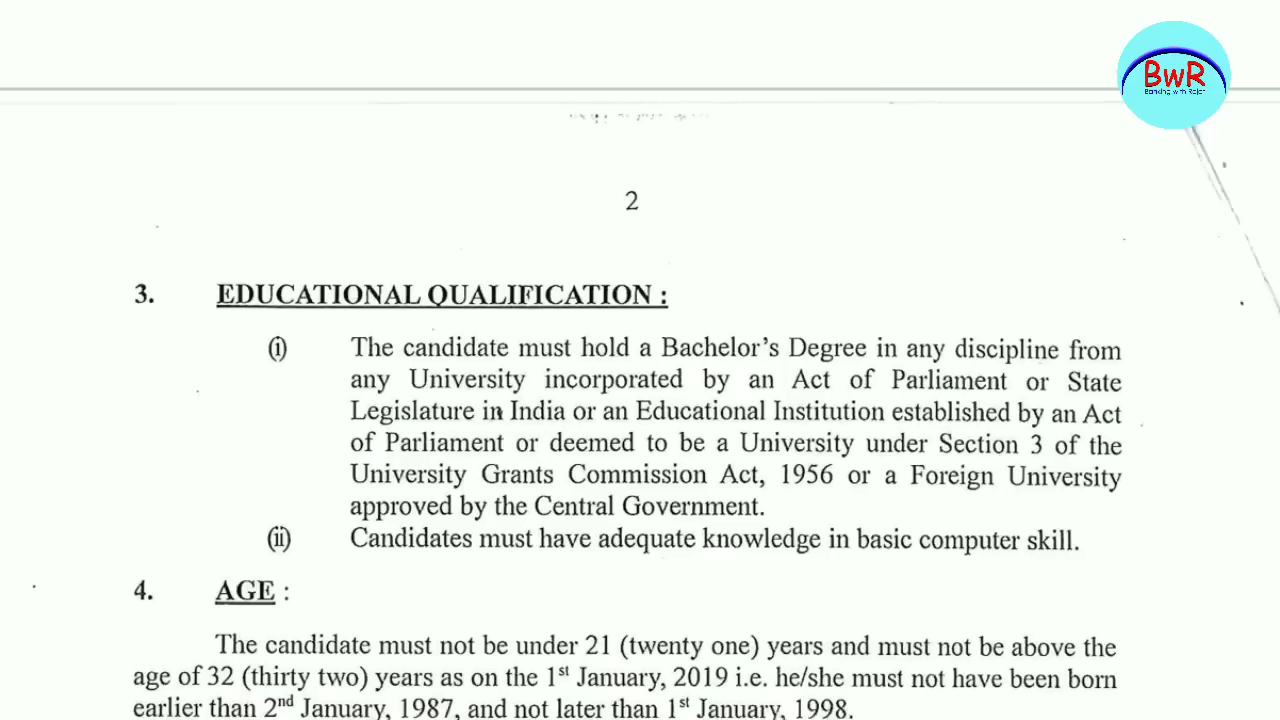 BwR
Banking with Rajat
2
3. EDUCATIONAL QUALIFICATION :
(i) The candidate must hold a Bachelor’s Degree in any discipline from
any University incorporated by an Act of Parliament or State
Legislature in India or an Educational Institution established by an Act
of Parliament or deemed to be a University under Section 3 of the
University Grants Commission Act, 1956 or a Foreign University
approved by the Central Government.
(ii) Candidates must have adequate knowledge in basic computer skill.
4. AGE :
The candidate must not be under 21 (twenty one) years and must not be above the
age of 32 (thirty two) years as on the 1st January, 2019 i.e. he/she must not have been born
earlier than 2nd January, 1987, and not later than 1st January, 1998.